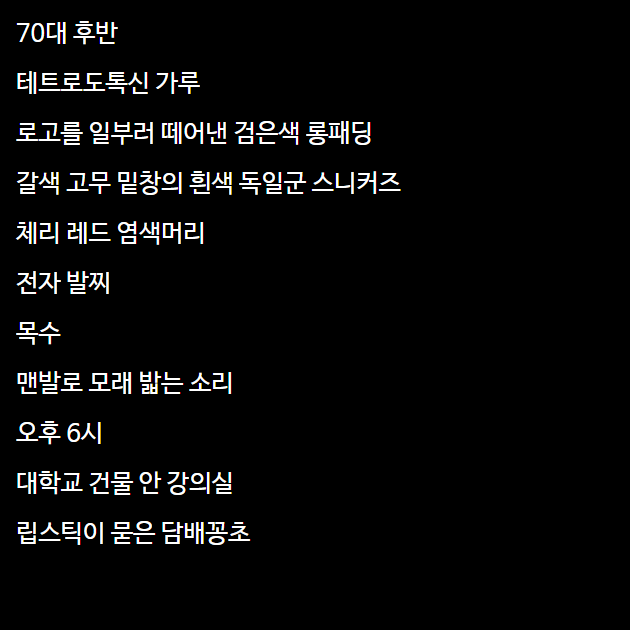 70대 후반
테트로도톡신 가루
로고를 일부러 떼어낸 검은색 롱패딩
갈색 고무 밑창의 흰색 독일군 스니커즈
체리 레드 염색머리
전자 발찌
목수
맨발로 모래 밟는 소리
오후 6시
대학교 건물 안 강의실
립스틱이 묻은 담배꽁초